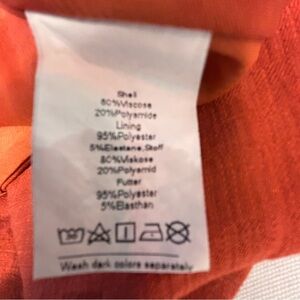 Shell
80%Viscose
20%Polyamide
Lining
95%Polyester
5%Elastane,Stoff
80%Viskose
20%Polyamid
Futter
95%Polyester
5%Elasthan
Wash dark colors separately